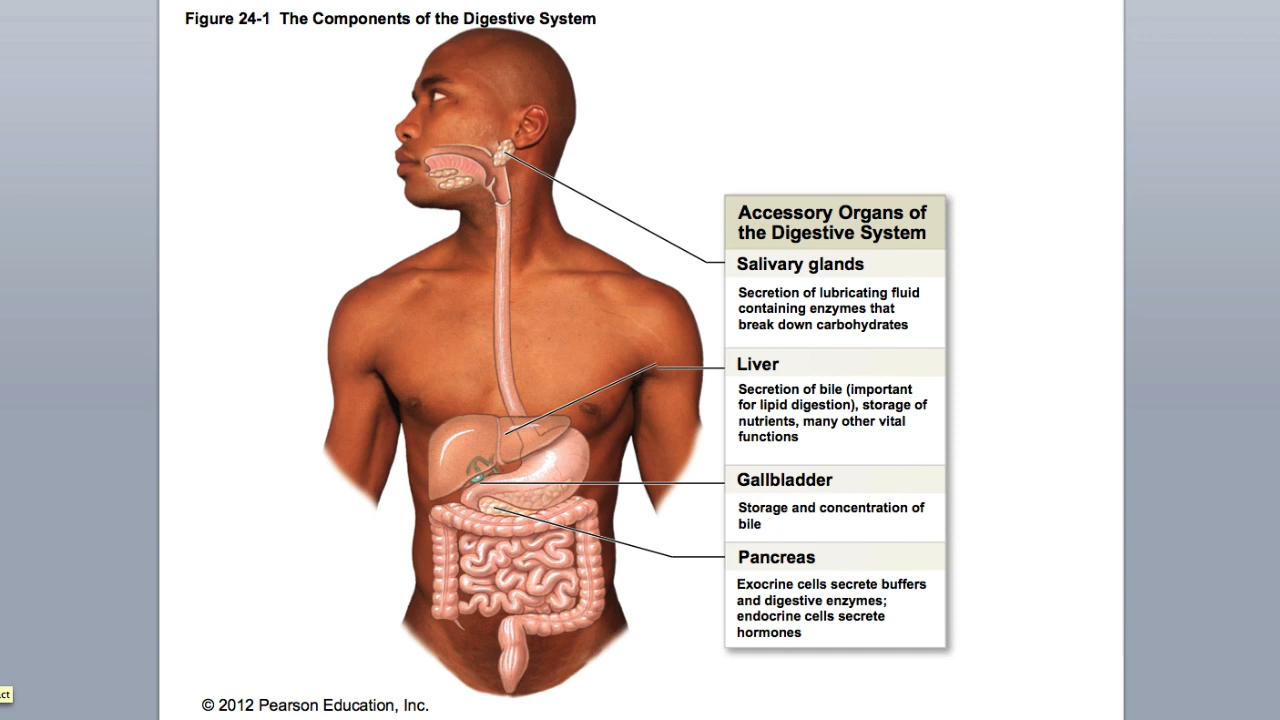 Figure 24-1 The Components of the Digestive System
Accessory Organs of
the Digestive System
Salivary glands
Secretion of lubricating fluid
containing enzymes that
break down carbohydrates
Liver
Secretion of bile (important
for lipid digestion), storage of
nutrients, many other vital
functions
Gallbladder
Storage and concentration of
bile
Pancreas
Exocrine cells secrete buffers
and digestive enzymes;
endocrine cells secrete
hormones
ct
© 2012 Pearson Education, Inc.